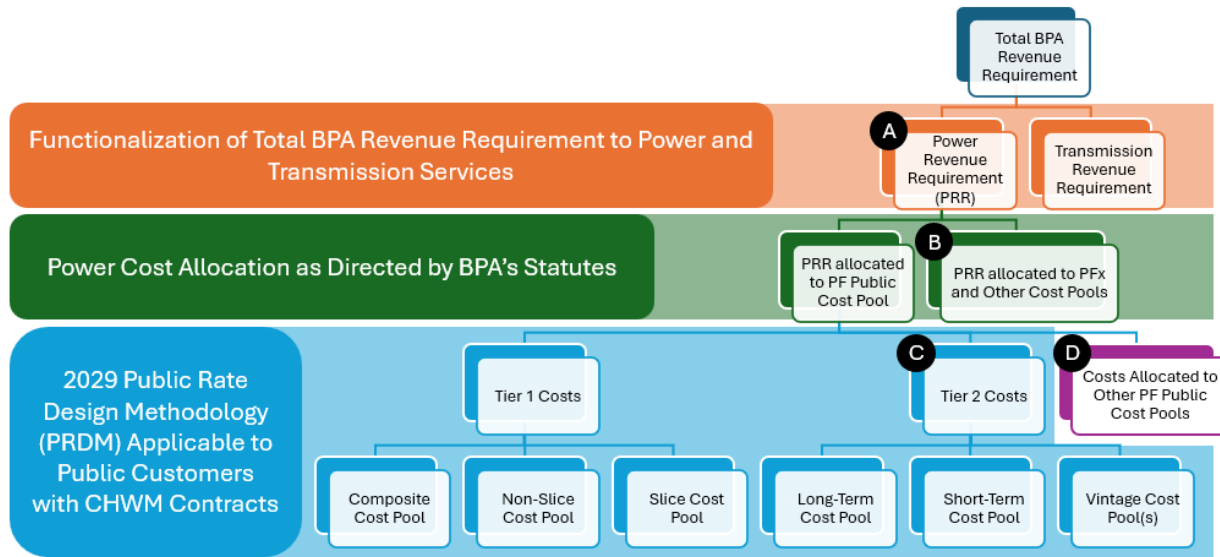 Total BPA
Revenue
Requirement
Functionalization of Total BPA Revenue Requirement to Power and
Transmission Services
A
Power
Revenue
Requirement
(PRR)
Transmission
Revenue
Requirement
Power Cost Allocation as Directed by BPA's Statutes
PRR allocated
to PF Public
Cost Pool
B
PRR allocated to PFx
and Other Cost Pools
2029 Public Rate
Design Methodology
(PRDM) Applicable to
Public Customers
with CHWM Contracts
Tier 1 Costs
C
Tier 2 Costs
D
Costs Allocated to
Other PF Public
Cost Pools
Composite
Cost Pool
Non-Slice
Cost Pool
Slice Cost
Pool
Long-Term
Cost Pool
Short-Term
Cost Pool
Vintage Cost
Pool(s)